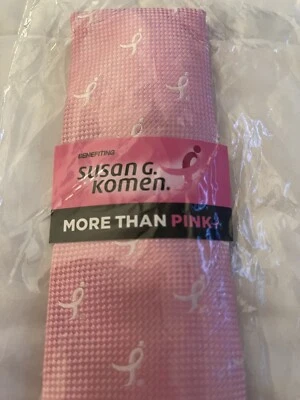 BENEFITING
susan G.
komen.
MORE THAN PINK